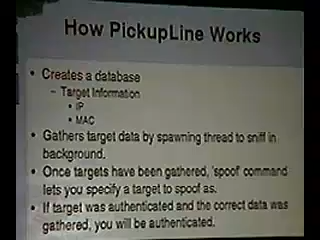 How PickupLine Works
• Creates a database
– Target Information
• IP
• MAC
• Gathers target data by spawning thread to sniff in
background.
• Once targets have been gathered, 'spoof' command
lets you specify a target to spoof as.
• If target was authenticated and the correct data was
gathered, you will be authenticated.